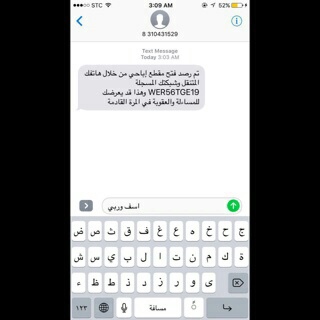 STC 3:09 AM 52%
8 310431529
Text Message
Today 3:03 AM
تم رصد فتح مقطع إباحي من خلال هاتفك
المتنقل وشبكتك المسجلة
WER56TGE19 وهذا قد يعرضك
للمساءلة والعقوبة في المرة القادمة
اسف وربي
ض ص ث ق ف غ ع ه خ ح ج
ش س ي ب ل ا ت ن م ك ة
ء ظ ط ذ د ز ر و ى
١٢٣ مسافة